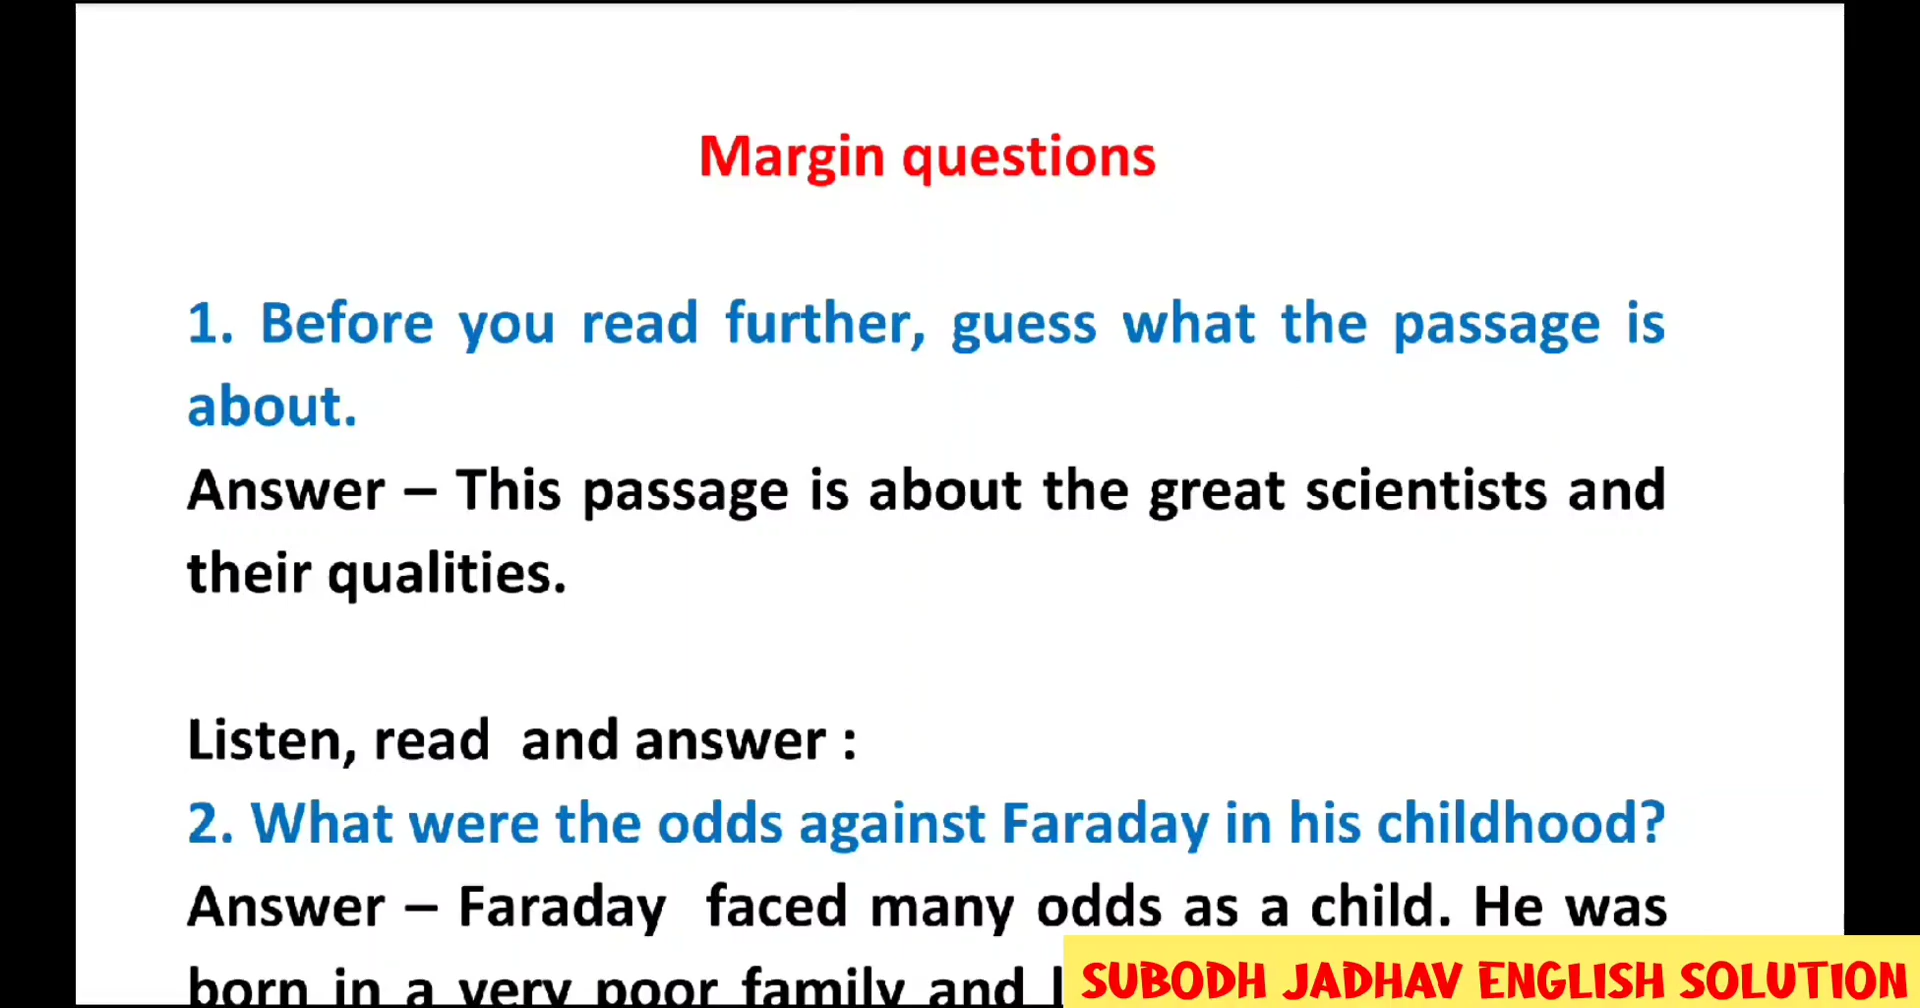 Margin questions
1. Before you read further, guess what the passage is
about.
Answer – This passage is about the great scientists and
their qualities.
Listen, read and answer :
2. What were the odds against Faraday in his childhood?
Answer – Faraday faced many odds as a child. He was
born in a very poor family and
SUBODH JADHAV ENGLISH SOLUTION